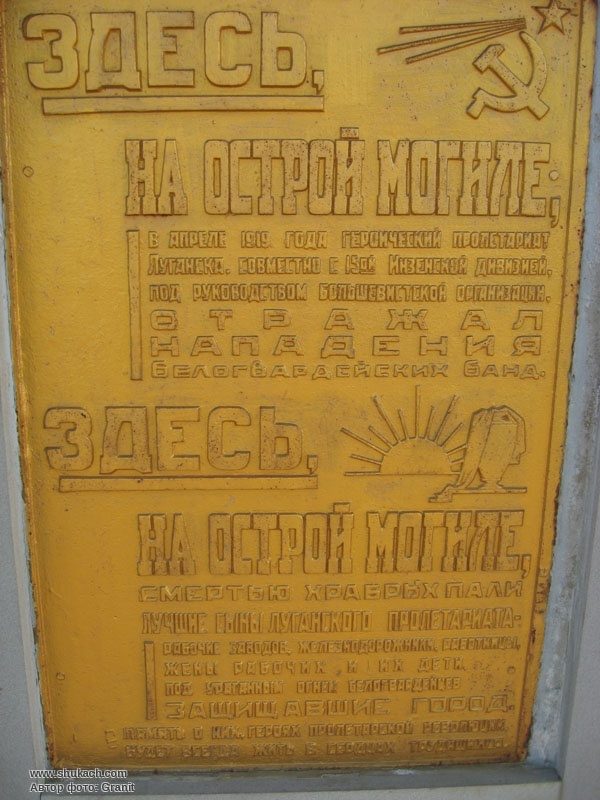 ЗДЕСЬ,
НА ОСТРОЙ МОГИЛЕ,
В АПРЕЛЕ 1919 ГОДА ГЕРОИЧЕСКИЙ ПРОЛЕТАРИАТ
ЛУГАНСКА, СОВМЕСТНО С 15ОЙ ИНЗЕНСКОЙ ДИВИЗИЕЙ,
ПОД РУКОВОДСТВОМ БОЛЬШЕВИСТСКОЙ ОРГАНИЗАЦИИ,
ОТРАЖАЛ
НАПАДЕНИЯ
БЕЛОГВАРДЕЙСКИХ БАНД.
ЗДЕСЬ,
НА ОСТРОЙ МОГИЛЕ,
СМЕРТЬЮ ХРАБРЫХ ПАЛИ
ЛУЧШИЕ СЫНЫ ЛУГАНСКОГО ПРОЛЕТАРИАТА-
РАБОЧИЕ ЗАВОДОВ, ЖЕЛЕЗНОДОРОЖНИКИ, РАБОТНИЦЫ,
ЖЕНЫ РАБОЧИХ, И ИХ ДЕТИ,
ПОД УРАГАННЫМ ОГНЕМ БЕЛОГВАРДЕЙЦЕВ
ЗАЩИЩАВШИЕ ГОРОД.
ПАМЯТЬ О НИХ, ГЕРОЯХ ПРОЛЕТАРСКОЙ РЕВОЛЮЦИИ,
БУДЕТ ВСЕГДА ЖИТЬ В СЕРДЦАХ ТРУДЯЩИХСЯ.
www.shukach.com
Автор фото: Granit